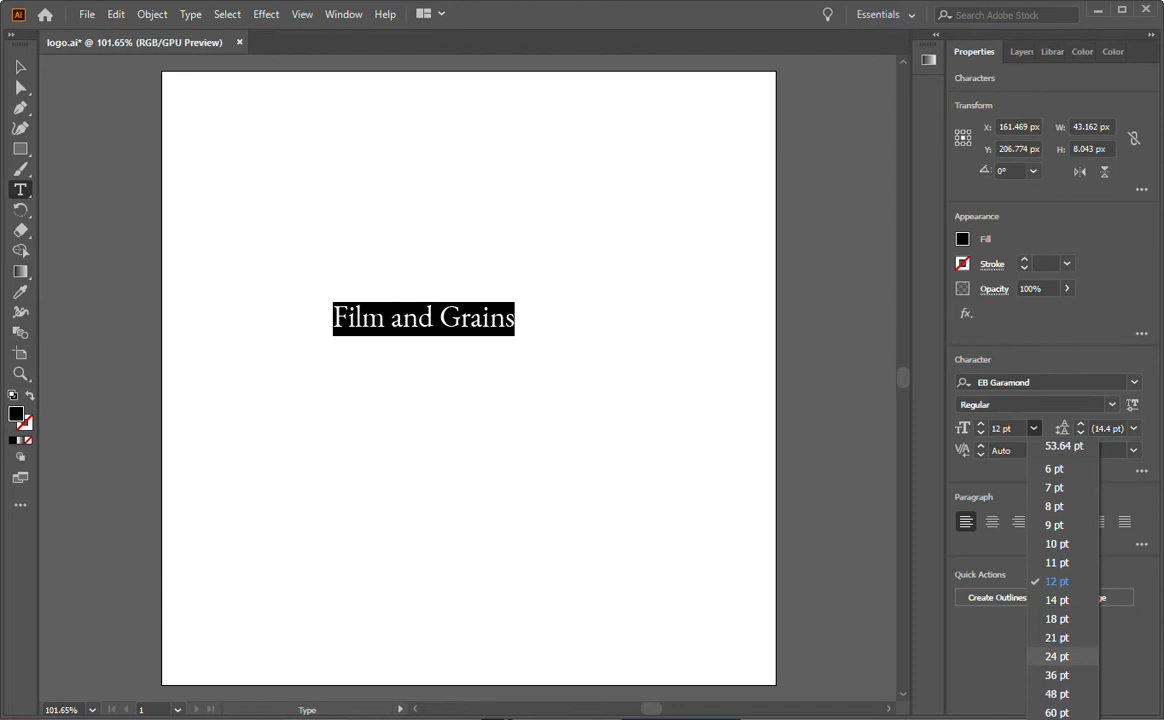 Ai File Edit Object Type Select Effect View Window Help Essentials Search Adobe Stock
logo.ai* @ 101.65% (RGB/GPU Preview) ×
Properties Layers Librar Color Color
Characters
Transform
X: 161.469 px W: 43.162 px
Y: 206.774 px H: 8.043 px
0°
Appearance
Fill
Stroke
Opacity 100%
fx.
Film and Grains
Character
EB Garamond
Regular
12 pt (14.4 pt)
Auto
53.64 pt
6 pt
7 pt
8 pt
9 pt
10 pt
11 pt
12 pt
14 pt
18 pt
21 pt
24 pt
36 pt
48 pt
60 pt
Paragraph
Quick Actions
Create Outlines
101.65% 1 Type